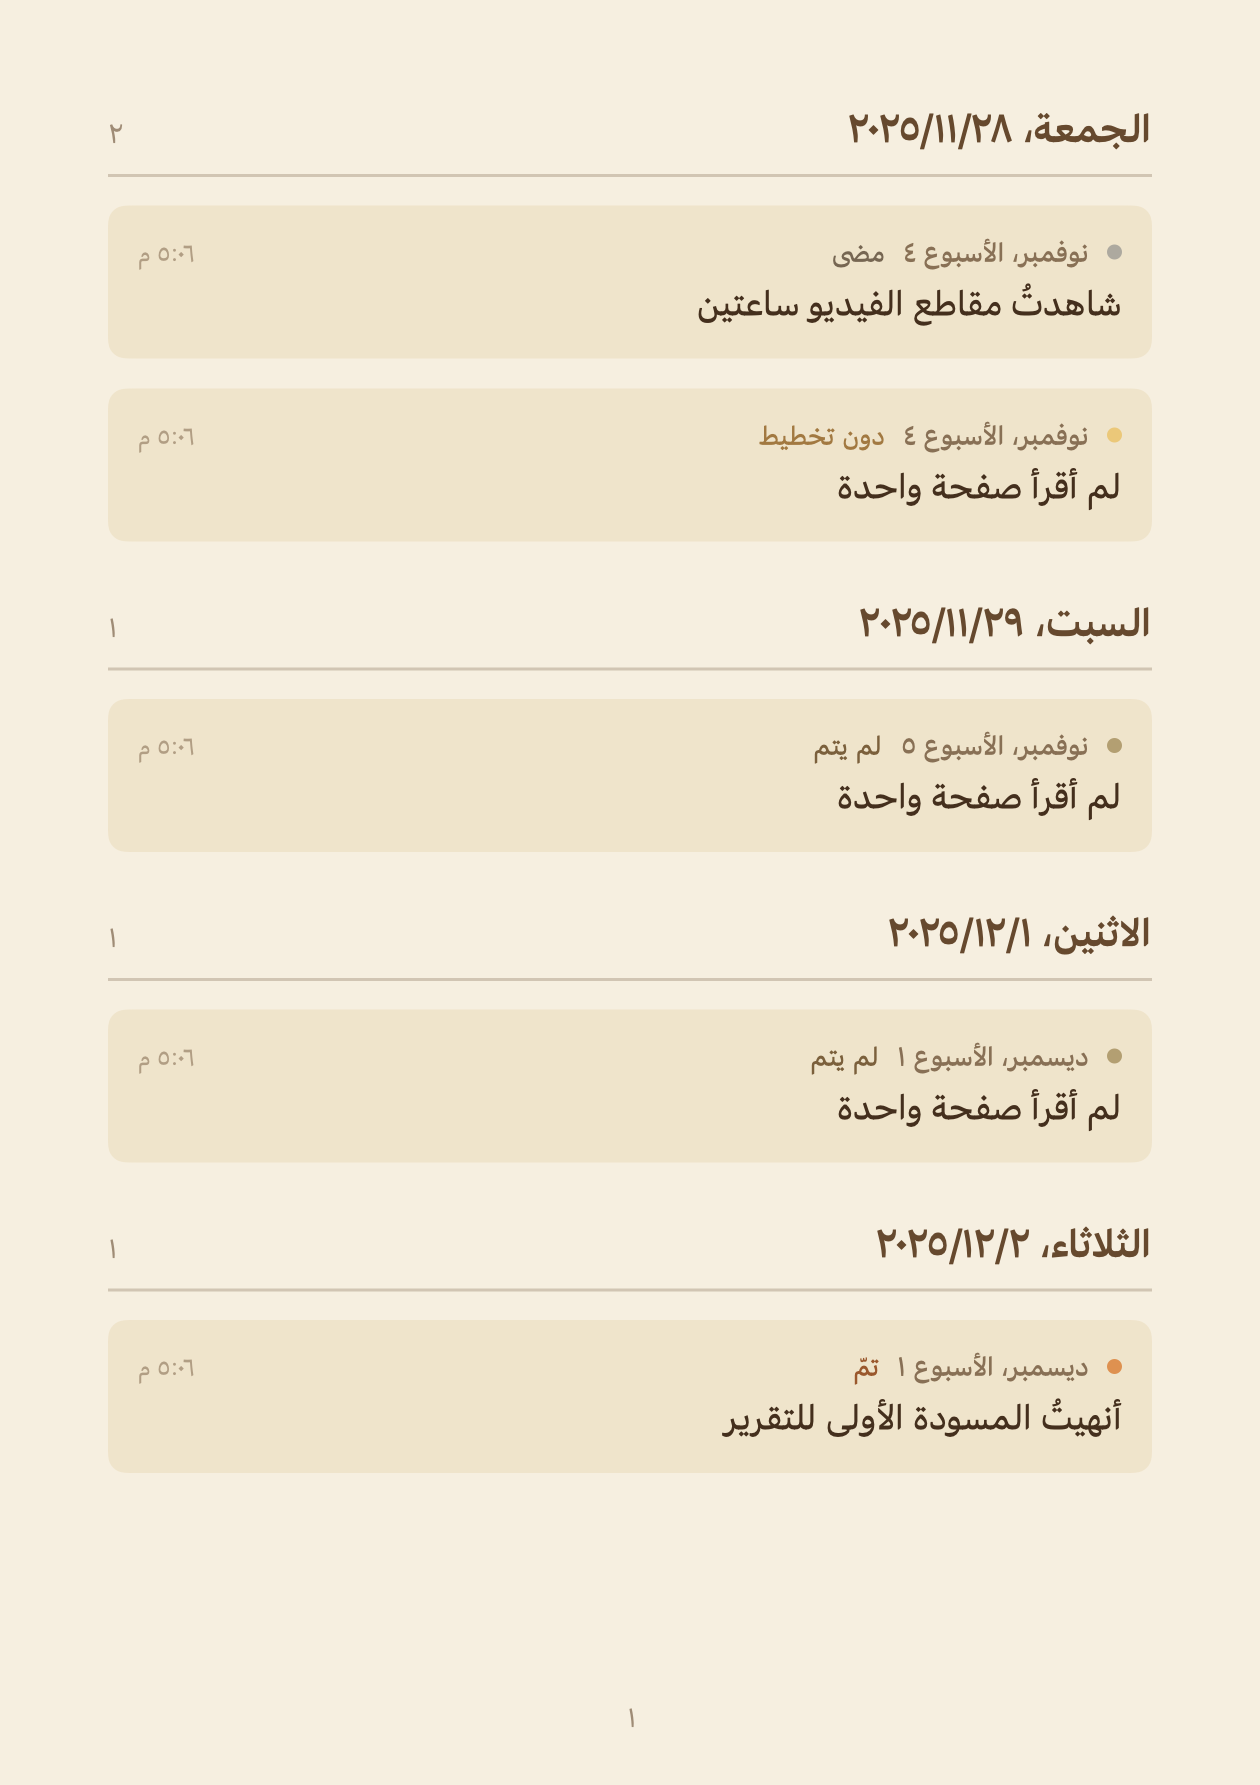 الجمعة، ٢٠٢٥/١١/٢٨
٢
نوفمبر، الأسبوع ٤ مضى
٥:٠٦ م
شاهدتُ مقاطع الفيديو ساعتين
نوفمبر، الأسبوع ٤ دون تخطيط
٥:٠٦ م
لم أقرأ صفحة واحدة
السبت، ٢٠٢٥/١١/٢٩
١
نوفمبر، الأسبوع ٥ لم يتم
٥:٠٦ م
لم أقرأ صفحة واحدة
الاثنين، ٢٠٢٥/١٢/١
١
ديسمبر، الأسبوع ١ لم يتم
٥:٠٦ م
لم أقرأ صفحة واحدة
الثلاثاء، ٢٠٢٥/١٢/٢
١
ديسمبر، الأسبوع ١ تمّ
٥:٠٦ م
أنهيتُ المسودة الأولى للتقرير
١